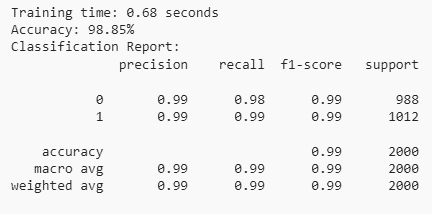 Training time: 0.68 seconds
Accuracy: 98.85%
Classification Report:
precision recall f1-score support
0 0.99 0.98 0.99 988
1 0.99 0.99 0.99 1012
accuracy 0.99 2000
macro avg 0.99 0.99 0.99 2000
weighted avg 0.99 0.99 0.99 2000